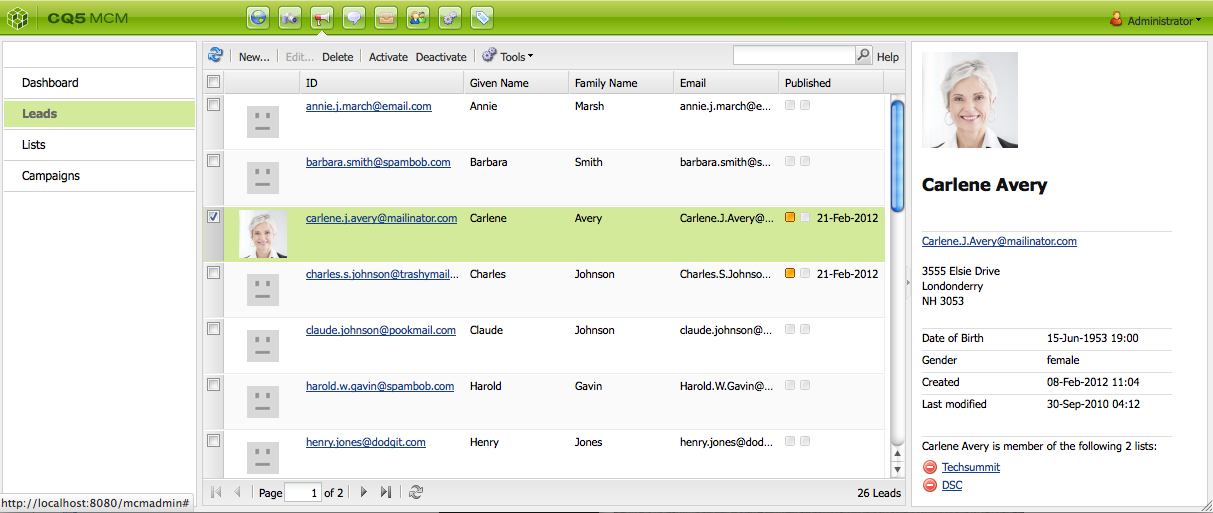 CQ5 MCM
Administrator
Dashboard
Leads
Lists
Campaigns
New... Edit... Delete Activate Deactivate Tools Help
ID Given Name Family Name Email Published
annie.j.march@email.com Annie Marsh annie.j.march@e...
barbara.smith@spambob.com Barbara Smith barbara.smith@s...
carlene.j.avery@mailinator.com Carlene Avery Carlene.J.Avery@... 21-Feb-2012
charles.s.johnson@trashymail... Charles Johnson Charles.S.Johnso... 21-Feb-2012
claude.johnson@pookmail.com Claude Johnson claude.johnson@...
harold.w.gavin@spambob.com Harold Gavin Harold.W.Gavin@...
henry.jones@dodgit.com Henry Jones henry.jones@dod...
Page 1 of 2 26 Leads
http://localhost:8080/mcmadmin#
Carlene Avery
Carlene.J.Avery@mailinator.com
3555 Elsie Drive
Londonderry
NH 3053
Date of Birth 15-Jun-1953 19:00
Gender female
Created 08-Feb-2012 11:04
Last modified 30-Sep-2010 04:12
Carlene Avery is member of the following 2 lists:
Techsummit
DSC